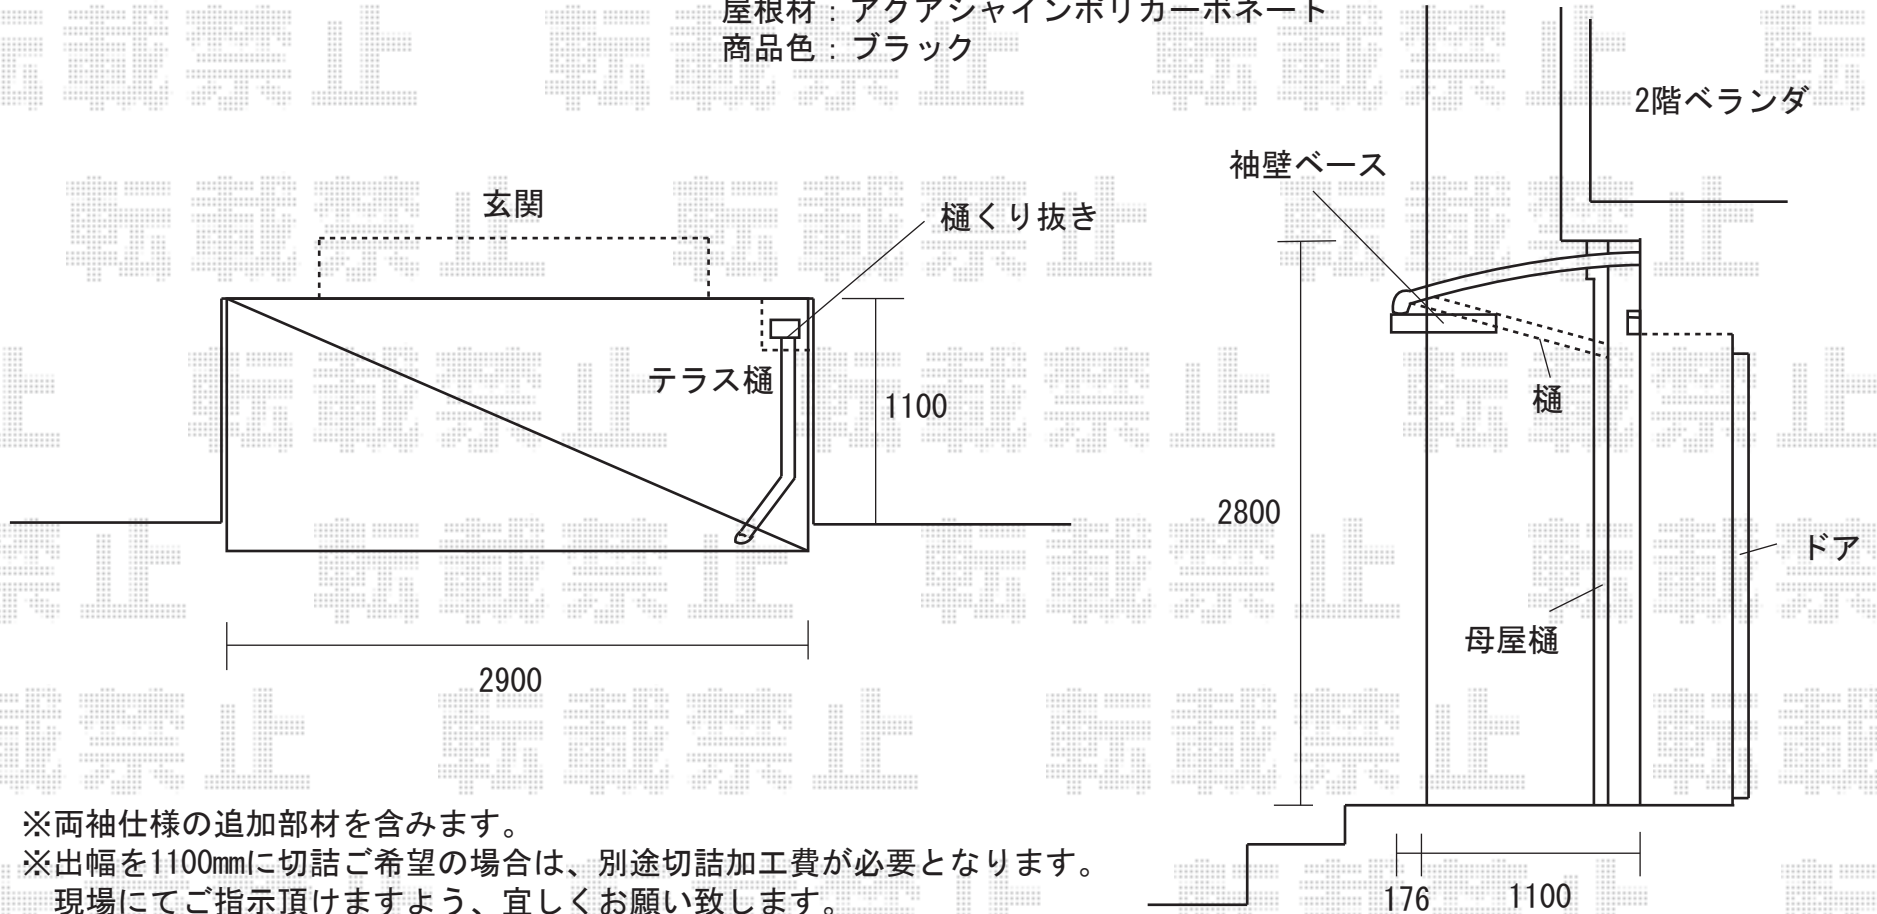 屋根材：アクアシャインポリカーボネート
商品色：ブラック
2階ベランダ
袖壁ベース
玄関
樋くり抜き
テラス樋
1100
樋
2800
ドア
母屋樋
2900
※両袖仕様の追加部材を含みます。
※出幅を1100mmに切詰ご希望の場合は、別途切詰加工費が必要となります。
現場にてご指示頂けますよう、宜しくお願い致します。
176
1100
転載禁止